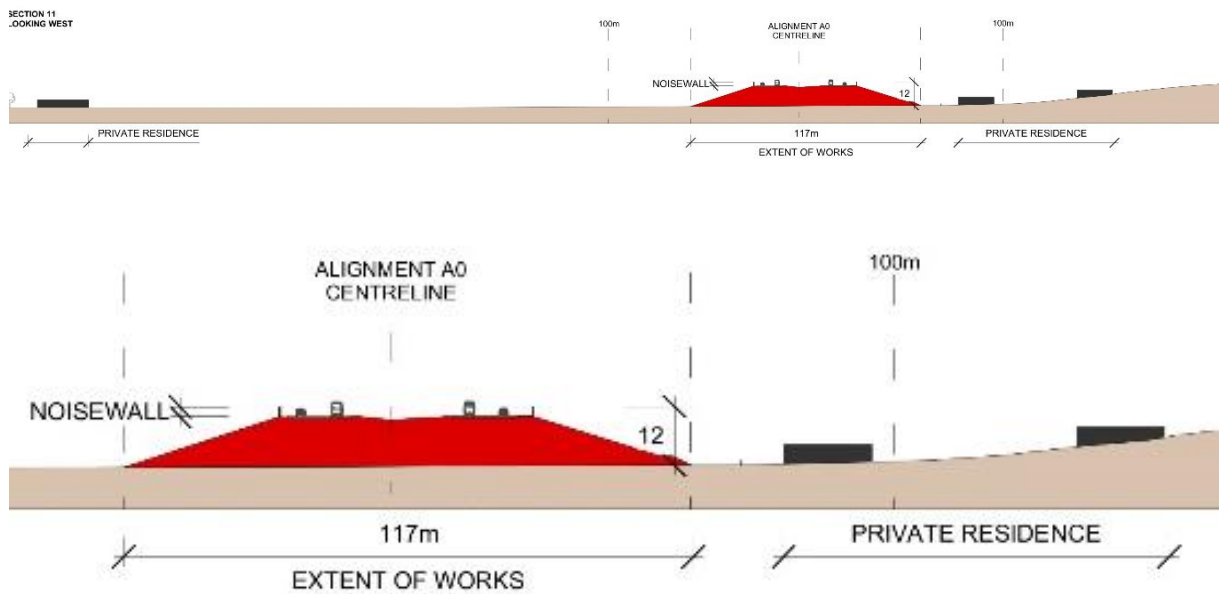 SECTION 11
LOOKING WEST
100m
ALIGNMENT A0
CENTRELINE
100m
NOISEWALL
12
PRIVATE RESIDENCE
117m
EXTENT OF WORKS
PRIVATE RESIDENCE
ALIGNMENT A0
CENTRELINE
100m
NOISEWALL
12
117m
EXTENT OF WORKS
PRIVATE RESIDENCE